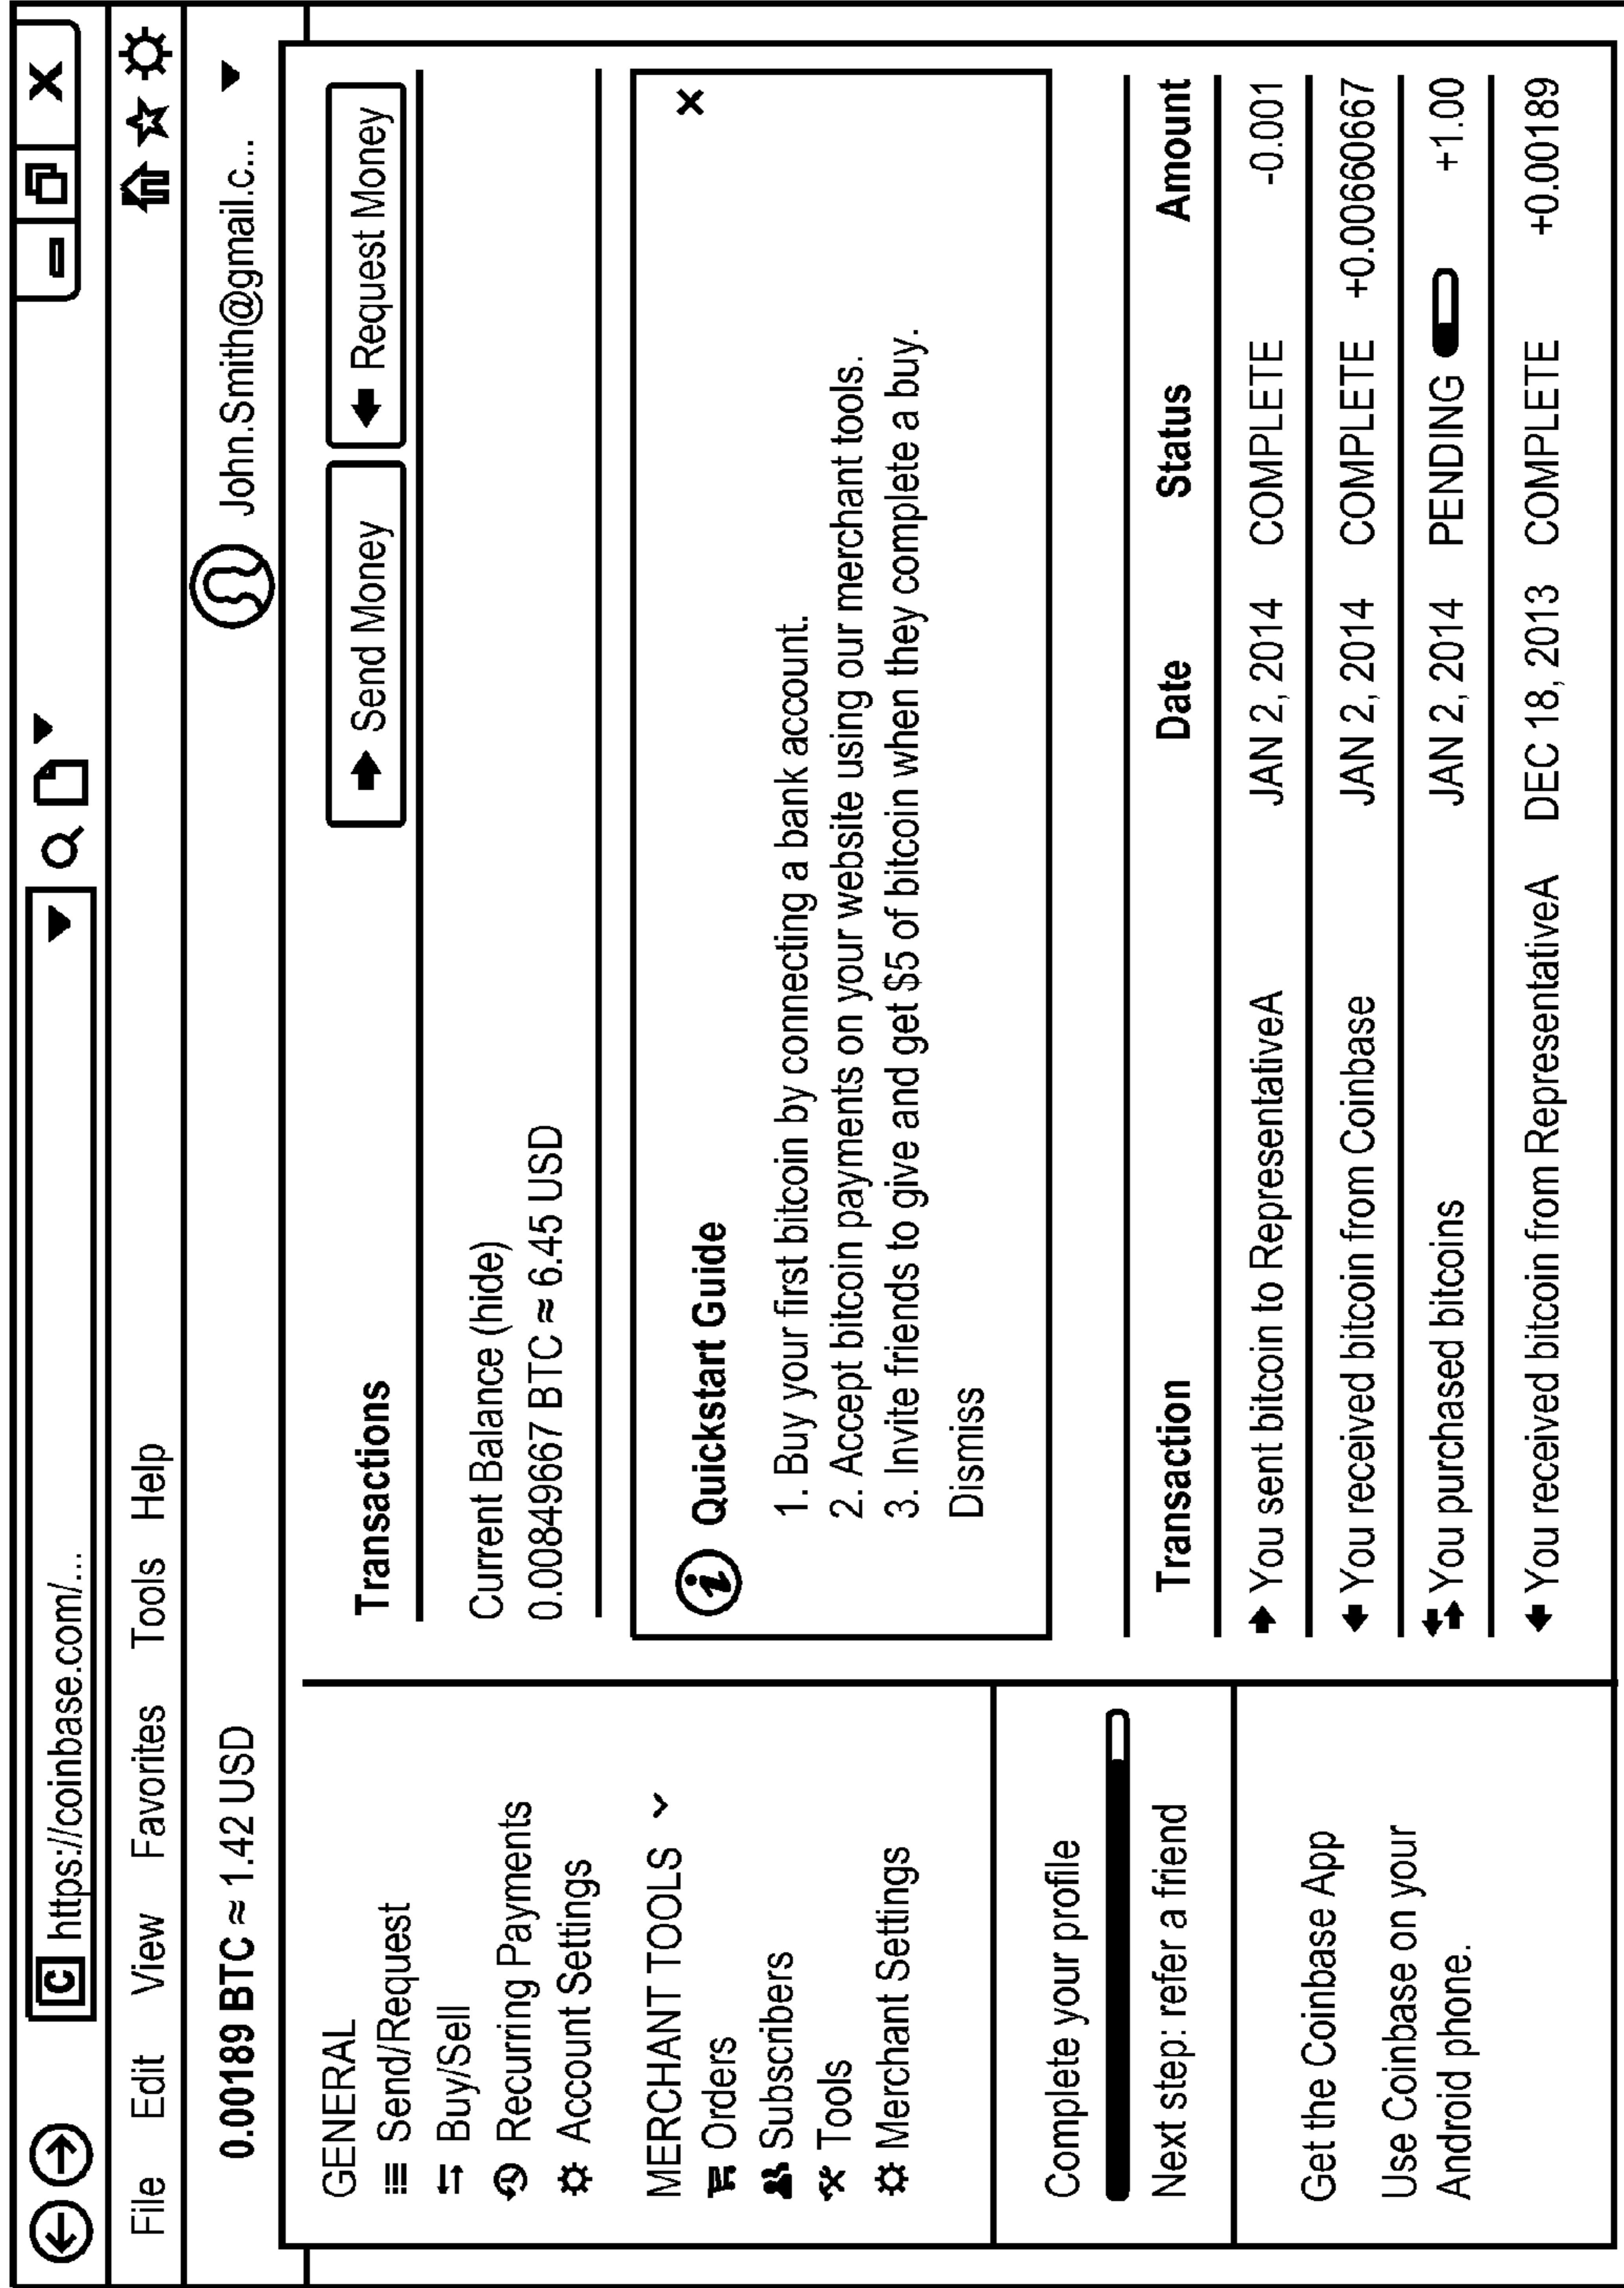 C https://coinbase.com/...
X
File Edit View Favorites Tools Help
0.00189 BTC ≈ 1.42 USD
John.Smith@gmail.c...
GENERAL
Send/Request
Buy/Sell
Recurring Payments
Account Settings
MERCHANT TOOLS
Orders
Subscribers
Tools
Merchant Settings
Complete your profile
Next step: refer a friend
Get the Coinbase App
Use Coinbase on your
Android phone.
Transactions
Send Money
Request Money
Current Balance (hide)
0.00849667 BTC ≈ 6.45 USD
i Quickstart Guide ×
1. Buy your first bitcoin by connecting a bank account.
2. Accept bitcoin payments on your website using our merchant tools.
3. Invite friends to give and get $5 of bitcoin when they complete a buy.
Dismiss
Transaction Date Status Amount
You sent bitcoin to RepresentativeA JAN 2, 2014 COMPLETE -0.001
You received bitcoin from Coinbase JAN 2, 2014 COMPLETE +0.00660667
You purchased bitcoins JAN 2, 2014 PENDING +1.00
You received bitcoin from RepresentativeA DEC 18, 2013 COMPLETE +0.00189